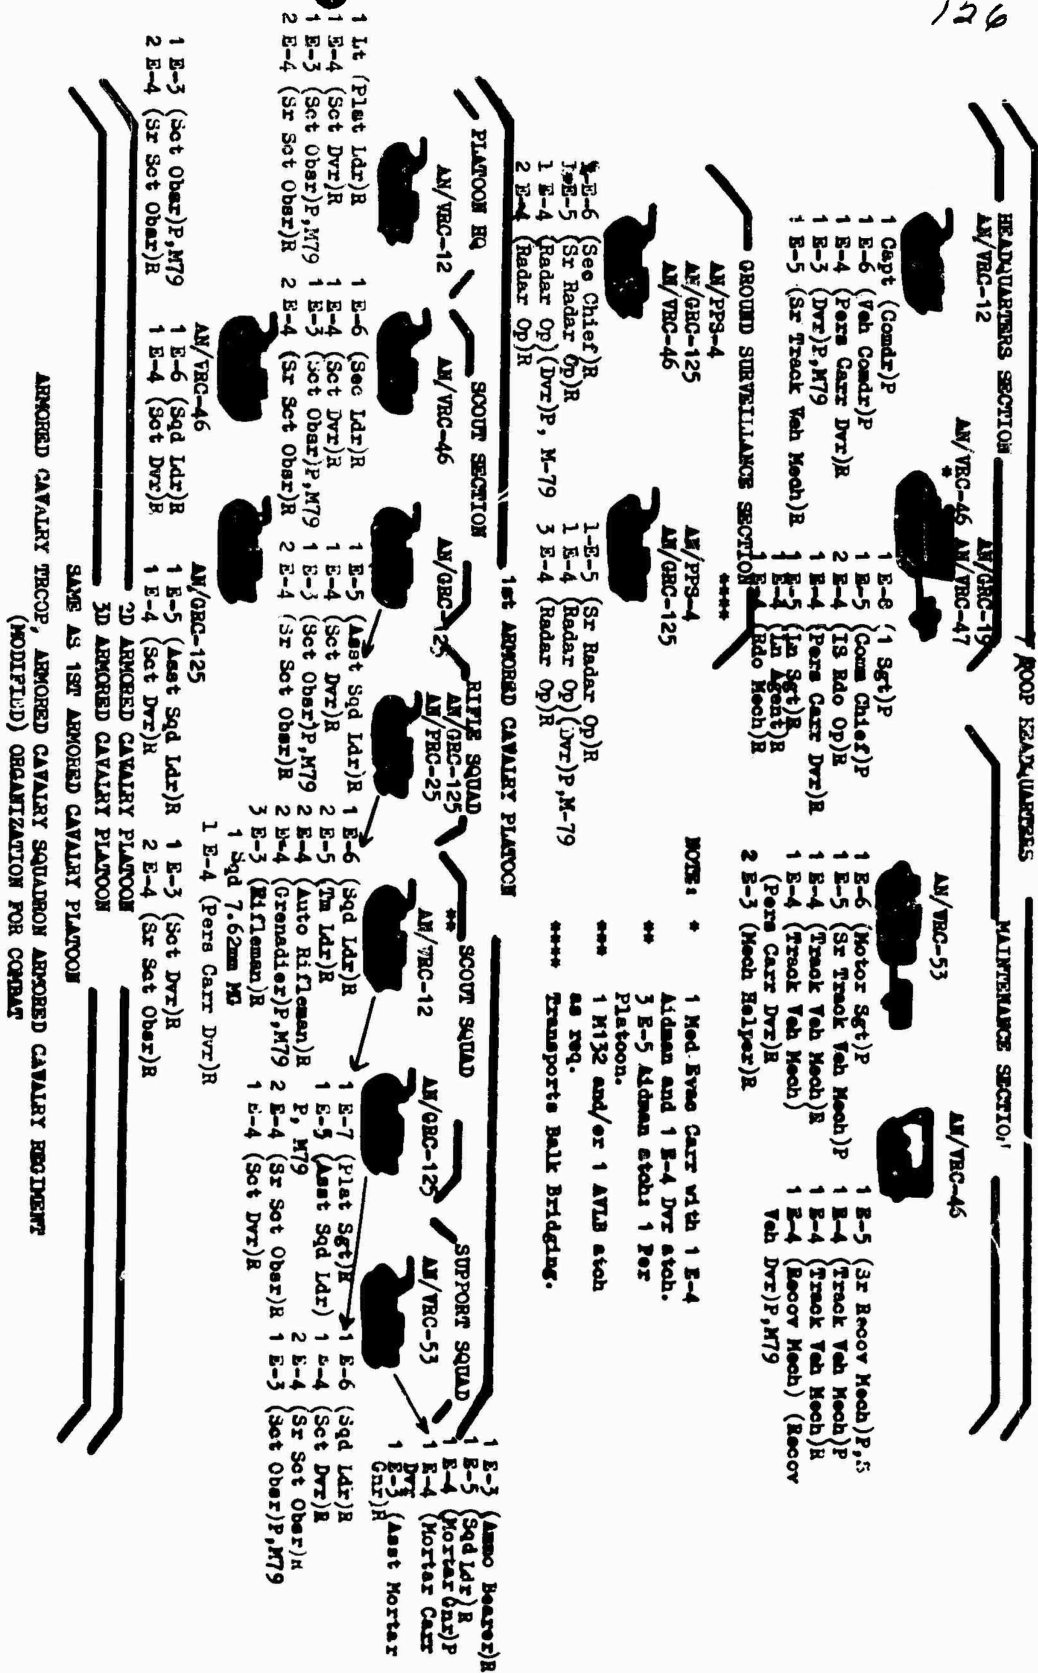 126
TROOP HEADQUARTERS
HEADQUARTERS SECTION
AN/VRC-12
1 Capt (Comdr)P
1 E-6 (Veh Comdr)P
1 E-4 (Pers Carr Dvr)R
1 E-3 (Dvr)P,M79
1 E-5 (Sr Track Veh Mech)R
AN/GRC-19
AN/VRC-46 AN/VRC-47
*
1 E-8 (1 Sgt)P
1 E-5 (Comm Chief)P
2 E-4 (IS Rdo Op)R
1 E-4 (Pers Carr Dvr)R
1 E-5 (Ln Sgt)R
1 E-4 (Ln Agent)R
1 E-4 (Rdo Mech)R
MAINTENANCE SECTION
AN/VRC-53
1 E-6 (Motor Sgt)P
1 E-5 (Sr Track Veh Mech)P
1 E-4 (Track Veh Mech)R
1 E-4 (Track Veh Mech)
(Pers Carr Dvr)R
2 E-3 (Mech Helper)R
AN/VRC-46
1 E-5 (Sr Recov Mech)P,S
1 E-4 (Track Veh Mech)P
1 E-4 (Track Veh Mech)R
1 E-4 (Recov Mech) (Recov
Veh Dvr)P,M79
GROUND SURVEILLANCE SECTION
****
AN/PPS-4
AN/GRC-125
AN/VRC-46
1-E-6 (Sec Chief)R
1-E-5 (Sr Radar Op)R
1 E-4 (Radar Op)(Dvr)P, M-79
2 E-4 (Radar Op)R
AN/PPS-4
AN/GRC-125
1-E-5 (Sr Radar Op)R
1 E-4 (Radar Op)(Dvr)P,M-79
3 E-4 (Radar Op)R
NOTE: * 1 Med Evac Carr with 1 E-4
Aidman and 1 E-4 Dvr atch.
** 3 E-5 Aidman atch: 1 Per
Platoon.
*** 1 M132 and/or 1 AVLB atch
as req.
**** Transports Balk Bridging.
1st ARMORED CAVALRY PLATOON
PLATOON HQ
AN/VRC-12
1 Lt (Plat Ldr)R
1 E-4 (Sct Dvr)R
1 E-3 (Sct Obsr)P,M79
2 E-4 (Sr Sct Obsr)R
SCOUT SECTION
AN/VRC-46
1 E-6 (Sec Ldr)R
1 E-4 (Sct Dvr)R
1 E-3 (Sct Obsr)P,M79
2 E-4 (Sr Sct Obsr)R
AN/GRC-125
1 E-5 (Asst Sqd Ldr)R
1 E-4 (Sct Dvr)R
1 E-3 (Sct Obsr)P,M79
2 E-4 (Sr Sct Obsr)R
RIFLE SQUAD
AN/GRC-125
AN/PRC-25
1 E-6 (Sqd Ldr)R
2 E-5 (Tm Ldr)R
2 E-4 (Auto Rifleman)R
2 E-4 (Grenadier)P,M79
3 E-3 (Rifleman)R
1 Sqd 7.62mm MG
1 E-4 (Pers Carr Dvr)R
SCOUT SQUAD
**
AN/VRC-12
1 E-7 (Plat Sgt)R
1 E-5 (Asst Sqd Ldr)
P, M79
2 E-4 (Sr Sct Obsr)R
1 E-4 (Sct Dvr)R
AN/GRC-125
1 E-6 (Sqd Ldr)R
1 E-4 (Sct Dvr)R
2 E-4 (Sr Sct Obsr)R
1 E-3 (Sct Obsr)P,M79
SUPPORT SQUAD
AN/VRC-53
1 E-3 (Ammo Bearer)R
1 E-5 (Sqd Ldr)R
1 E-4 (Mortar Gnr)P
1 E-4 (Mortar Carr
Dvr
1 E-3 (Asst Mortar
Gnr)R
AN/VRC-46
1 E-6 (Sqd Ldr)R
1 E-4 (Sct Dvr)R
1 E-3 (Sct Obsr)P,M79
2 E-4 (Sr Sct Obsr)R
AN/GRC-125
1 E-5 (Asst Sqd Ldr)R
1 E-4 (Sct Dvr)R
1 E-3 (Sct Dvr)R
2 E-4 (Sr Sct Obsr)R
2D ARMORED CAVALRY PLATOON
3D ARMORED CAVALRY PLATOON
SAME AS 1ST ARMORED CAVALRY PLATOON
ARMORED CAVALRY TROOP, ARMORED CAVALRY SQUADRON ARMORED CAVALRY REGIMENT
(MODIFIED) ORGANIZATION FOR COMBAT